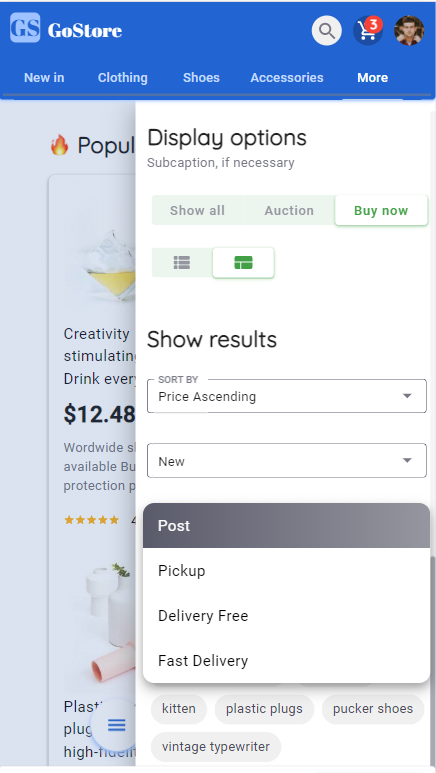 GS GoStore
3
New in Clothing Shoes Accessories More
🔥 Popul
Display options
Subcaption, if necessary
Show all Auction Buy now
Show results
SORT BY
Price Ascending
New
Post
Pickup
Delivery Free
Fast Delivery
kitten plastic plugs pucker shoes
vintage typewriter
Creativity
stimulating
Drink every
$12.48
Wordwide sh
available Bu
protection p
4
Plast
plug
high-fidelit